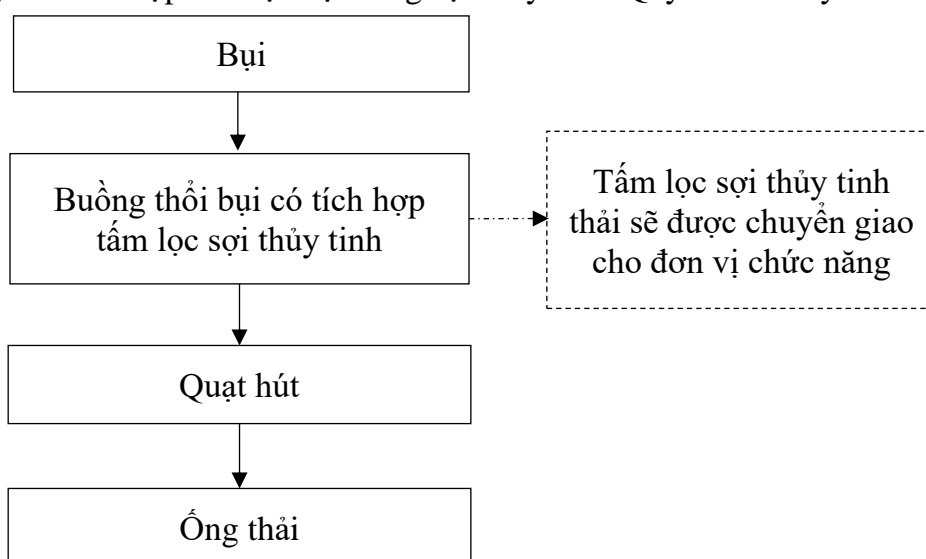 Bụi
Buồng thổi bụi có tích hợp
tấm lọc sợi thủy tinh
Tấm lọc sợi thủy tinh
thải sẽ được chuyển giao
cho đơn vị chức năng
Quạt hút
Ống thải